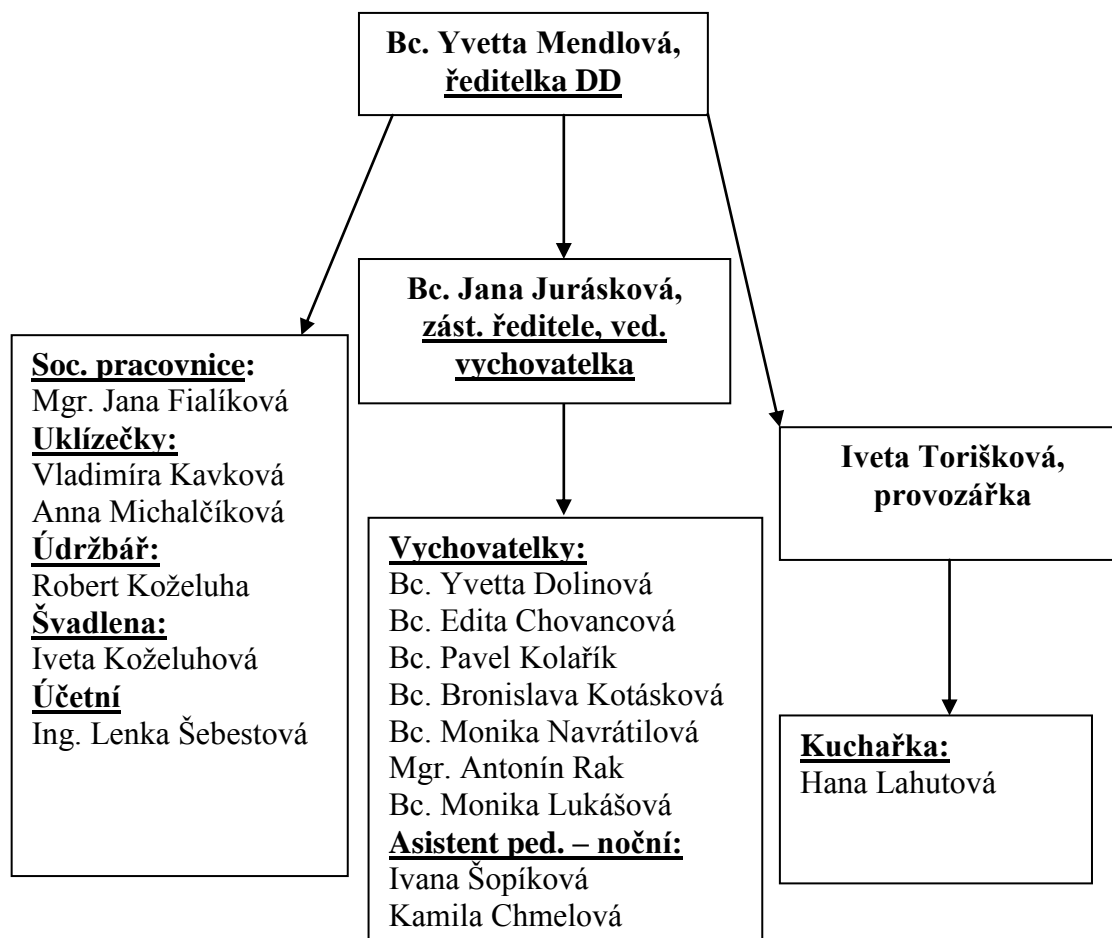 Bc. Yvetta Mendlová,
ředitelka DD
Bc. Jana Jurásková,
zást. ředitele, ved.
vychovatelka
Soc. pracovnice:
Mgr. Jana Fialíková
Uklízečky:
Vladimíra Kavková
Anna Michalčíková
Údržbář:
Robert Koželuha
Švadlena:
Iveta Koželuhová
Účetní
Ing. Lenka Šebestová
Iveta Torišková,
provozářka
Vychovatelky:
Bc. Yvetta Dolinová
Bc. Edita Chovancová
Bc. Pavel Kolařík
Bc. Bronislava Kotásková
Bc. Monika Navrátilová
Mgr. Antonín Rak
Bc. Monika Lukášová
Asistent ped. – noční:
Ivana Šopíková
Kamila Chmelová
Kuchařka:
Hana Lahutová